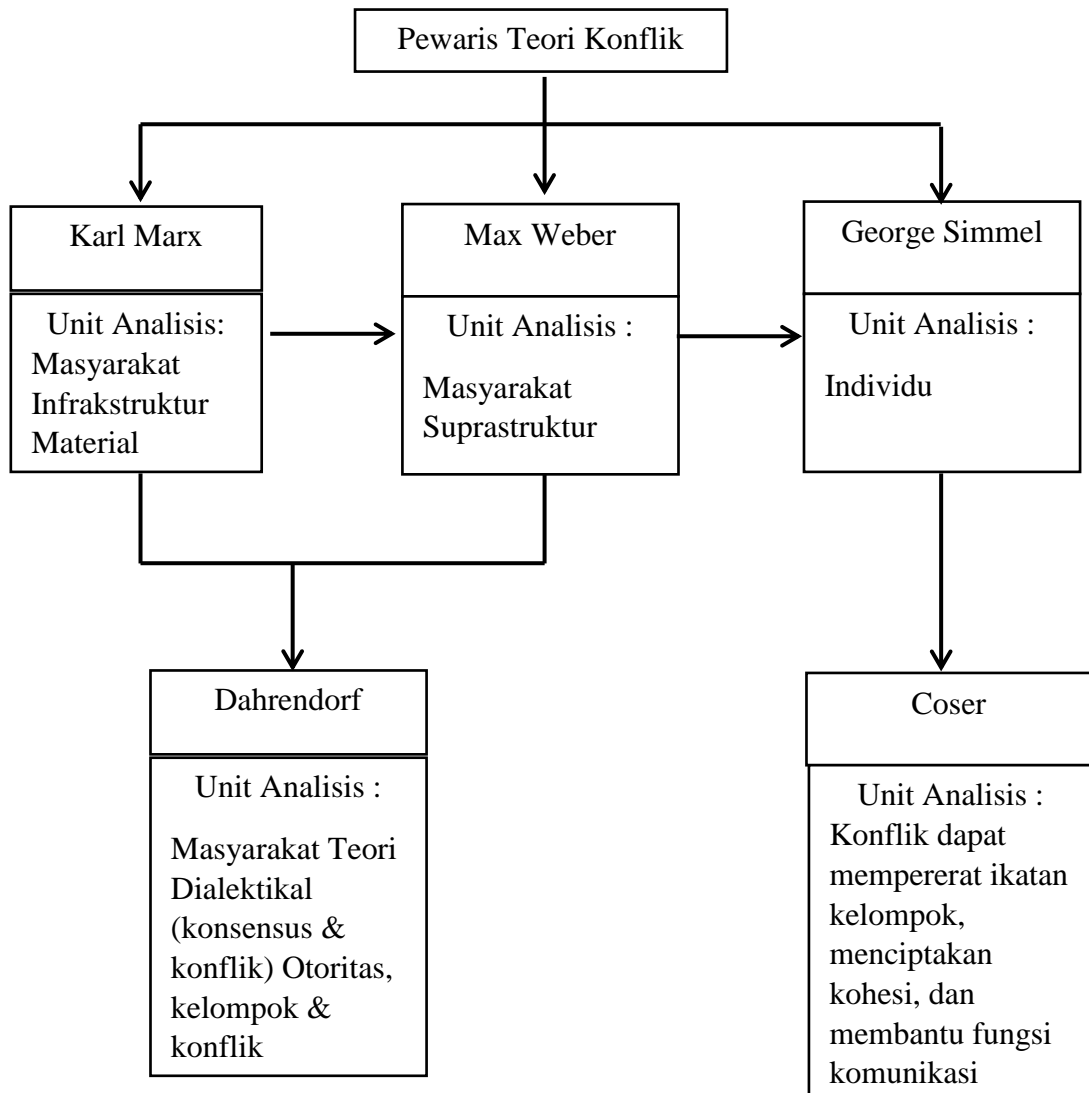 Pewaris Teori Konflik
Karl Marx
Unit Analisis:
Masyarakat
Infrakstruktur
Material
Max Weber
Unit Analisis :
Masyarakat
Suprastruktur
George Simmel
Unit Analisis :
Individu
Dahrendorf
Unit Analisis :
Masyarakat Teori
Dialektikal
(konsensus &
konflik) Otoritas,
kelompok &
konflik
Coser
Unit Analisis :
Konflik dapat
mempererat ikatan
kelompok,
menciptakan
kohesi, dan
membantu fungsi
komunikasi